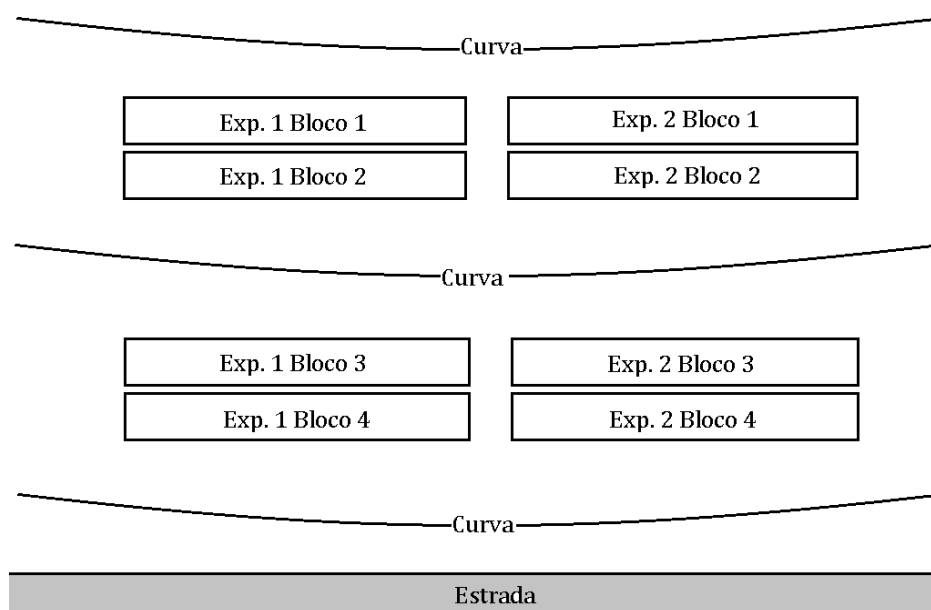 Curva
Exp. 1 Bloco 1
Exp. 2 Bloco 1
Exp. 1 Bloco 2
Exp. 2 Bloco 2
Curva
Exp. 1 Bloco 3
Exp. 2 Bloco 3
Exp. 1 Bloco 4
Exp. 2 Bloco 4
Curva
Estrada